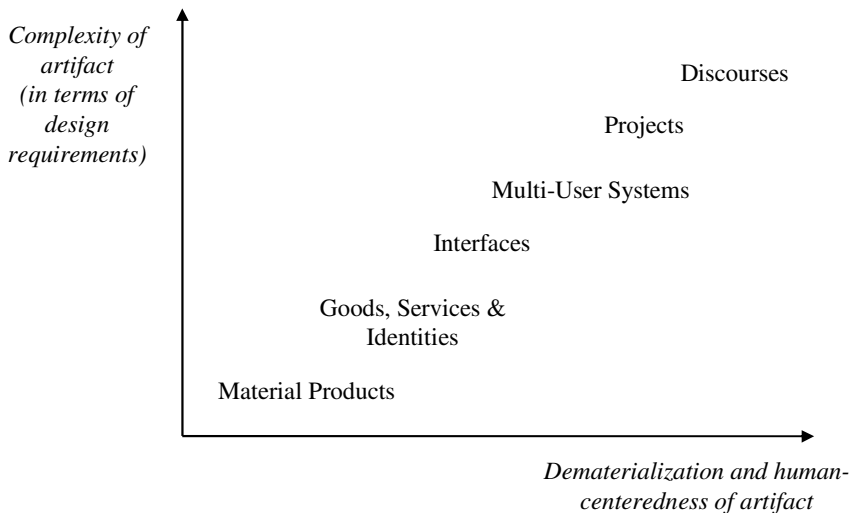 Complexity of
artifact
(in terms of
design
requirements)
Discourses
Projects
Multi-User Systems
Interfaces
Goods, Services &
Identities
Material Products
Dematerialization and human-
centeredness of artifact